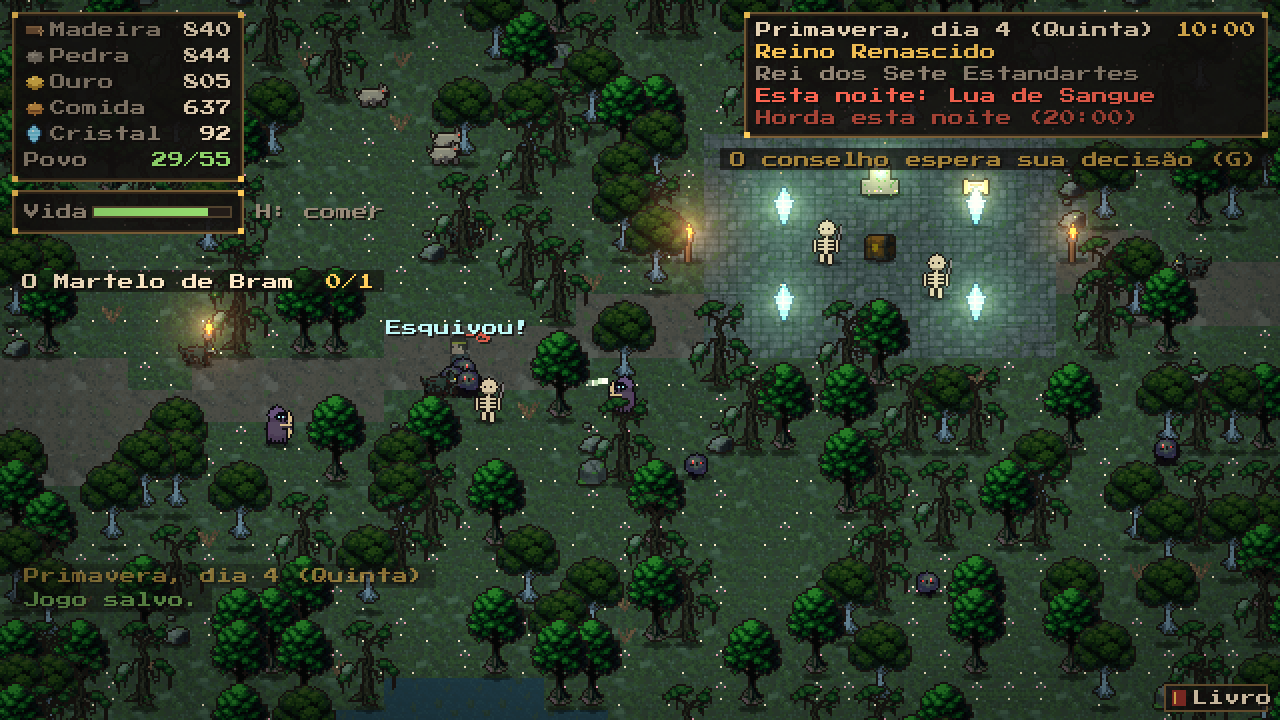 Madeira 840
Pedra 844
Ouro 805
Comida 637
Cristal 92
Povo 29/55
Vida
H: comer
O Martelo de Bram 0/1
Primavera, dia 4 (Quinta) 10:00
Reino Renascido
Rei dos Sete Estandartes
Esta noite: Lua de Sangue
Horda esta noite (20:00)
O conselho espera sua decisão (G)
Esquivou!
Primavera, dia 4 (Quinta)
Jogo salvo.
Livro